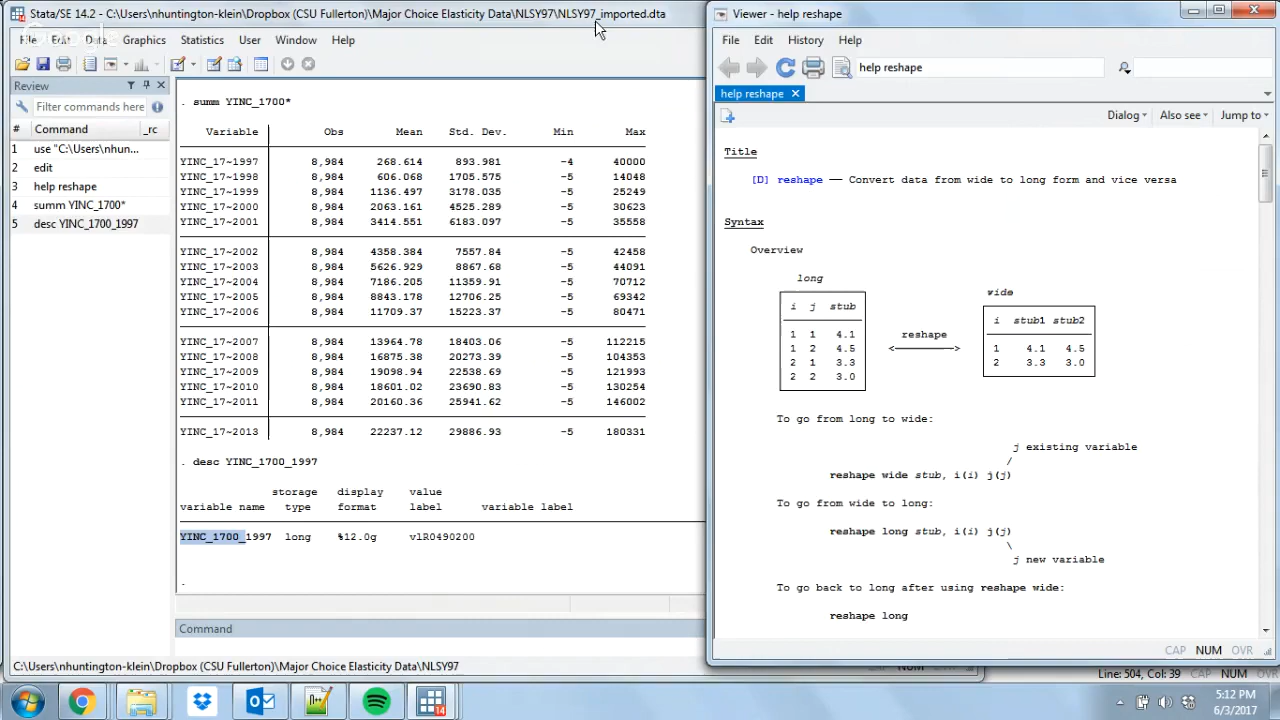 Stata/SE 14.2 - C:\Users\nhuntington-klein\Dropbox (CSU Fullerton)\Major Choice Elasticity Data\NLSY97\NLSY97_imported.dta
File Edit Data Graphics Statistics User Window Help
Review
Filter commands here
# Command _rc
1 use "C:\Users\nhun...
2 edit
3 help reshape
4 summ YINC_1700*
5 desc YINC_1700_1997
. summ YINC_1700*
Variable Obs Mean Std. Dev. Min Max
YINC_17~1997 8,984 268.614 893.981 -4 40000
YINC_17~1998 8,984 606.068 1705.575 -5 14048
YINC_17~1999 8,984 1136.497 3178.035 -5 25249
YINC_17~2000 8,984 2063.161 4525.289 -5 30623
YINC_17~2001 8,984 3414.551 6183.097 -5 35558
YINC_17~2002 8,984 4358.384 7557.84 -5 42458
YINC_17~2003 8,984 5626.929 8867.68 -5 44091
YINC_17~2004 8,984 7186.205 11359.91 -5 70712
YINC_17~2005 8,984 8843.178 12706.25 -5 69342
YINC_17~2006 8,984 11709.37 15223.37 -5 80471
YINC_17~2007 8,984 13964.78 18403.06 -5 112215
YINC_17~2008 8,984 16875.38 20273.39 -5 104353
YINC_17~2009 8,984 19098.94 22538.69 -5 121993
YINC_17~2010 8,984 18601.02 23690.83 -5 130254
YINC_17~2011 8,984 20160.36 25941.62 -5 146002
YINC_17~2013 8,984 22237.12 29886.93 -5 180331
. desc YINC_1700_1997
storage display value
variable name type format label variable label
YINC_1700_1997 long %12.0g vlR0490200
.
Command
C:\Users\nhuntington-klein\Dropbox (CSU Fullerton)\Major Choice Elasticity Data\NLSY97
Viewer - help reshape
File Edit History Help
help reshape
help reshape
Dialog Also see Jump to
Title
[D] reshape — Convert data from wide to long form and vice versa
Syntax
Overview
long
wide
i j stub
i stub1 stub2
1 1 4.1
reshape
1 2 4.5
1 4.1 4.5
2 1 3.3
2 3.3 3.0
2 2 3.0
To go from long to wide:
j existing variable
/
reshape wide stub, i(i) j(j)
To go from wide to long:
reshape long stub, i(i) j(j)
\
j new variable
To go back to long after using reshape wide:
reshape long
CAP NUM OVR
Line: 504, Col: 39 CAP NUM OVR
5:12 PM
6/3/2017